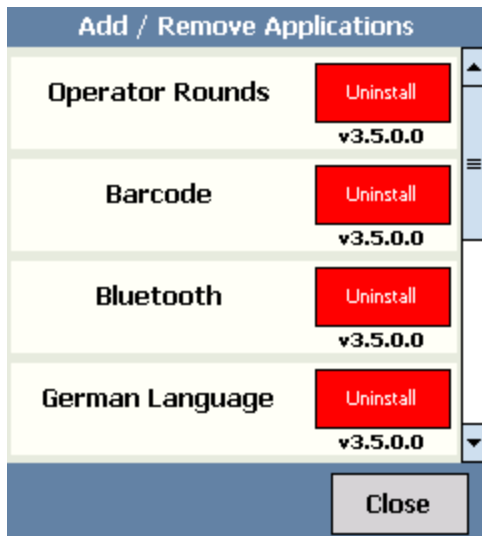 Add / Remove Applications
Operator Rounds
Uninstall
v3.5.0.0
Barcode
Uninstall
v3.5.0.0
Bluetooth
Uninstall
v3.5.0.0
German Language
Uninstall
v3.5.0.0
Close